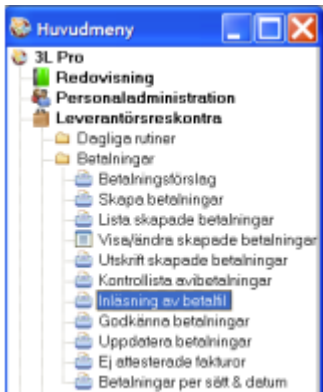 Huvudmeny
3L Pro
Redovisning
Personaladministration
Leverantörsreskontra
Dagliga rutiner
Betalningar
Betalningsförslag
Skapa betalningar
Lista skapade betalningar
Visa/ändra skapade betalningar
Utskrift skapade betalningar
Kontrollista avibetalningar
Inläsning av betalfil
Godkänna betalningar
Uppdatera betalningar
Ej attesterade fakturor
Betalningar per sätt & datum